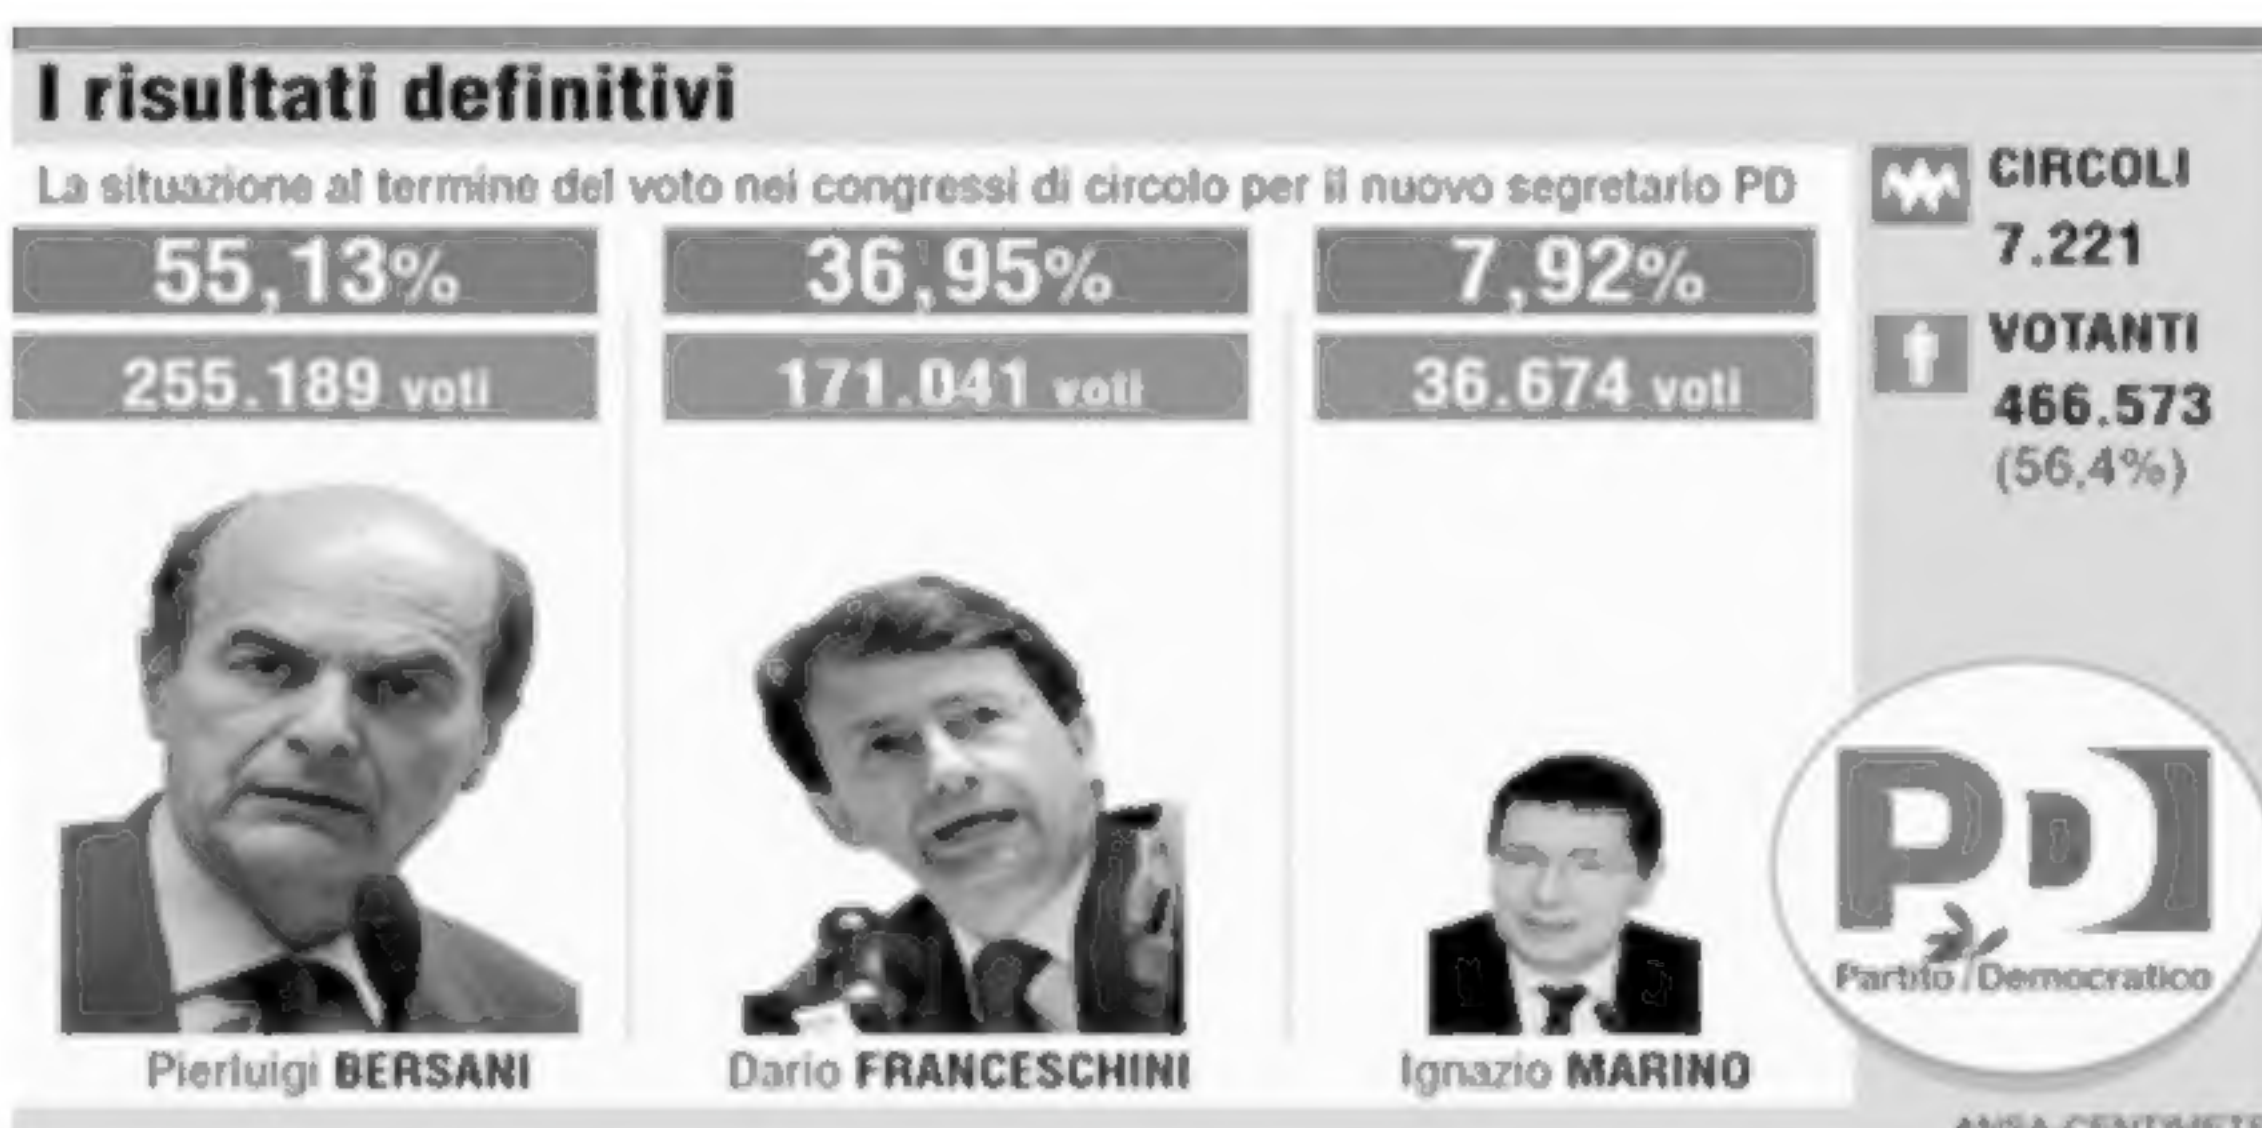 I risultati definitivi
La situazione al termine del voto nei congressi di circolo per il nuovo segretario PD
55,13%
255.189 voti
Pierluigi BERSANI
36,95%
171.041 voti
Dario FRANCESCHINI
7,92%
36.674 voti
Ignazio MARINO
CIRCOLI
7.221
VOTANTI
466.573
(56,4%)
PD
Partito Democratico